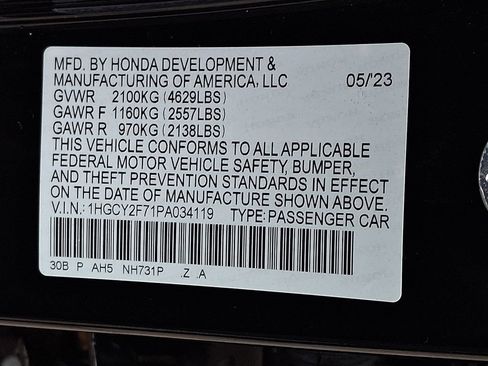 MFD. BY HONDA DEVELOPMENT &
MANUFACTURING OF AMERICA, LLC 05/'23
GVWR 2100KG (4629LBS)
GAWR F 1160KG (2557LBS)
GAWR R 970KG (2138LBS)
THIS VEHICLE CONFORMS TO ALL APPLICABLE
FEDERAL MOTOR VEHICLE SAFETY, BUMPER,
AND THEFT PREVENTION STANDARDS IN EFFECT
ON THE DATE OF MANUFACTURE SHOWN ABOVE.
V.I.N.: 1HGCY2F71PA034119 TYPE: PASSENGER CAR
30B P AH5 NH731P .Z .A